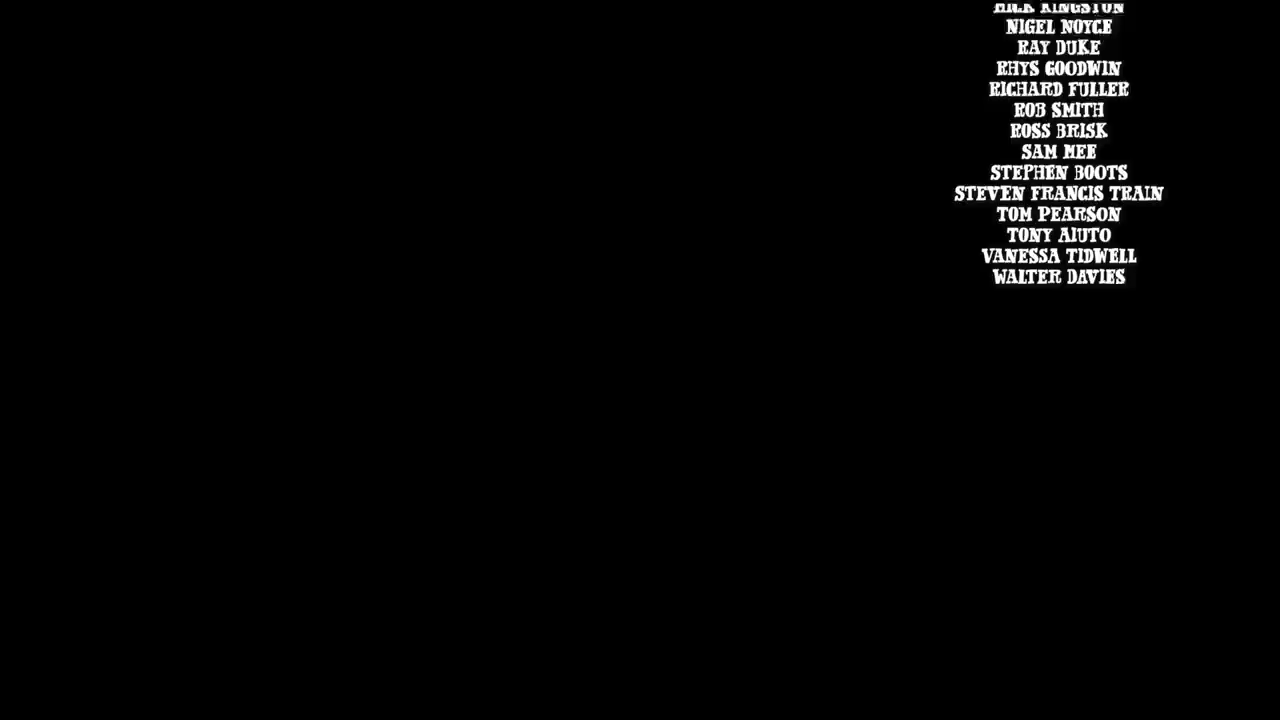 KINGSTON
NIGEL NOYCE
RAY DUKE
RHYS GOODWIN
RICHARD FULLER
ROB SMITH
ROSS BRISK
SAM MEE
STEPHEN BOOTS
STEVEN FRANCIS TRAIN
TOM PEARSON
TONY AIUTO
VANESSA TIDWELL
WALTER DAVIES